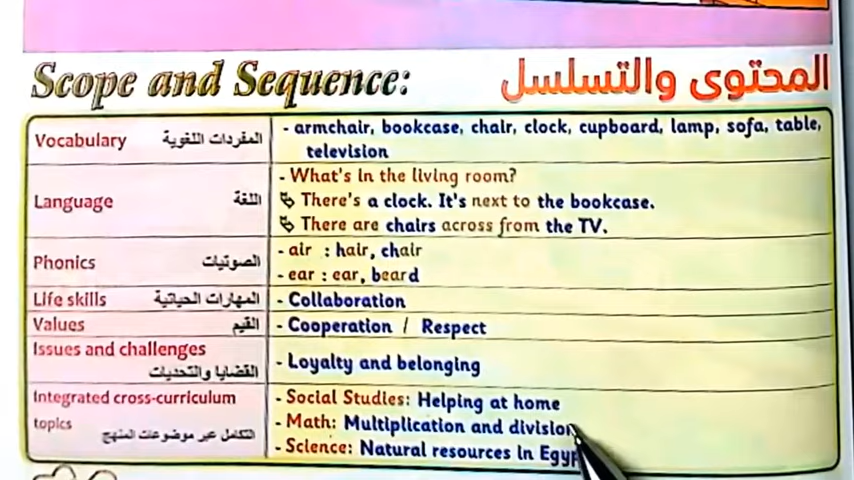 Scope and Sequence: المحتوى والتسلسل
Vocabulary المفردات اللغوية
- armchair, bookcase, chair, clock, cupboard, lamp, sofa, table,
television
Language اللغة
- What's in the living room?
There's a clock. It's next to the bookcase.
There are chairs across from the TV.
Phonics الصوتيات
- air : hair, chair
- ear : ear, beard
Life skills المهارات الحياتية
- Collaboration
Values القيم
- Cooperation / Respect
Issues and challenges
القضايا والتحديات
- Loyalty and belonging
Integrated cross-curriculum
topics
التكامل عبر موضوعات المنهج
- Social Studies: Helping at home
- Math: Multiplication and division
- Science: Natural resources in Egyp